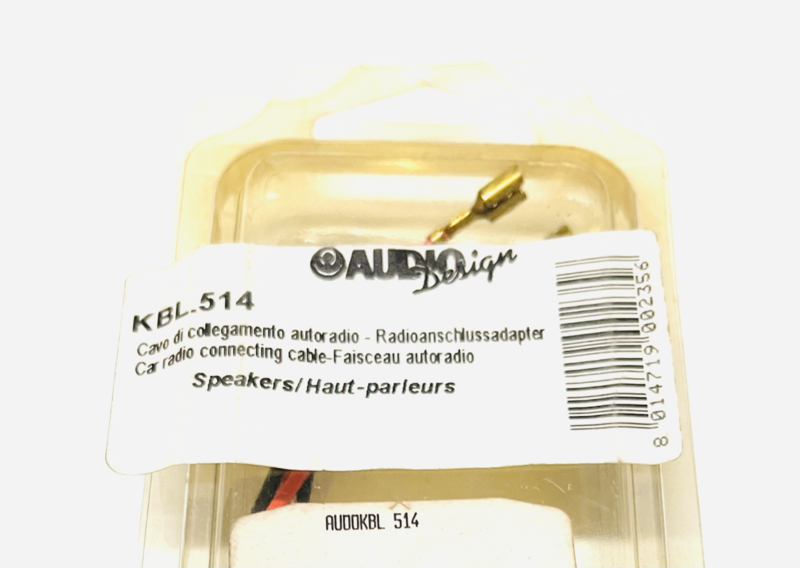 AUDIO Design
KBL.514
Cavo di collegamento autoradio - Radioanschlussadapter
Car radio connecting cable-Faisceau autoradio
Speakers/Haut-parleurs
8 014719 002356
AUDOKBL 514